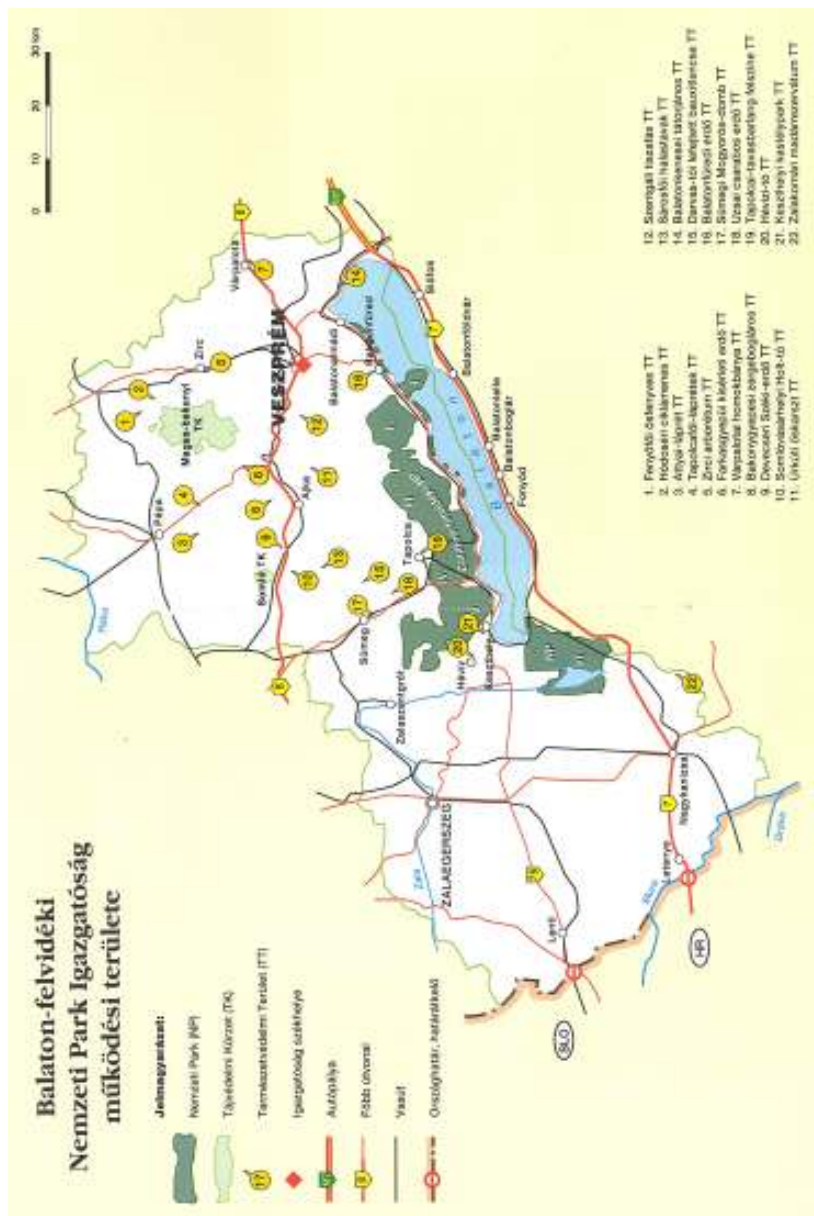 Balaton-felvidéki
Nemzeti Park Igazgatóság
működési területe
Jelmagyarázat:
Nemzeti Park (NP)
Tájvédelmi Körzet (TK)
Természetvédelmi Terület (TT)
17
Igazgatóság székhelye
Autópálya
Főbb útvonal
8
Vasút
Országhatár, határátkelő
0 10 20 30 km
Rába
Pápa
Zirc
Várpalota
Magas-bakonyi
TK
VESZPRÉM
Ajka
Somló TK
Sümeg
Tapolca
Balatonalmádi
Balatonfüred
Siófok
Balatonföldvár
Balatonlelle
Balatonboglár
Fonyód
Balaton
Hévíz
Keszthely
NP
Zalaszentgrót
ZALAEGERSZEG
Zala
Lenti
Letenye
Nagykanizsa
Mura
Dráva
SLO
HR
1. Fenyőfői ősfenyves TT
2. Hódoséri ciklámenes TT
3. Attyai-láprét TT
4. Tapolcafői-láprétek TT
5. Zirci arborétum TT
6. Farkasgyepűi kísérleti erdő TT
7. Várpalotai homokbánya TT
8. Bakonygyepesi zergebogláros TT
9. Devecseri Széki-erdő TT
10. Somlóvásárhelyi Holt-tó TT
11. Úrkúti őskarszt TT
12. Szentgáli tiszafás TT
13. Sárosfői halastavak TT
14. Balatonkenesei tátorjános TT
15. Darvas-tói lefejtett bauxitlencse TT
16. Balatonfüredi erdő TT
17. Sümegi Mogyorós-domb TT
18. Uzsai csarabos erdő TT
19. Tapolcai-tavasbarlang felszíne TT
20. Hévízi-tó TT
21. Keszthelyi kastélypark TT
22. Zalakomári madárrezervátum TT